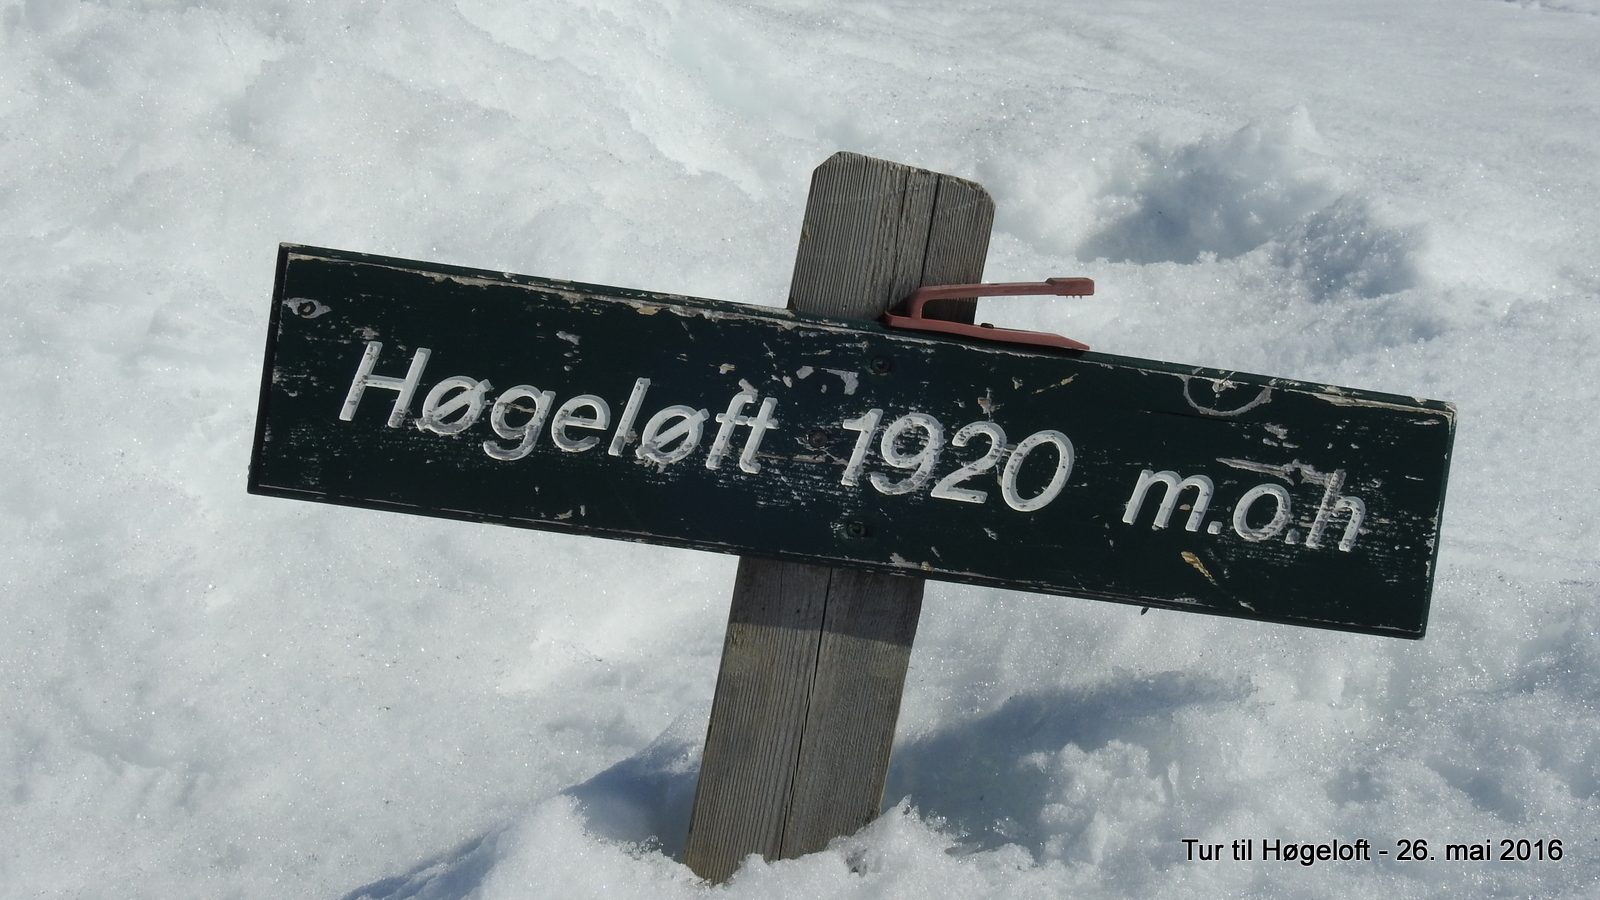 Høgeløft 1920 m.o.h
Tur til Høgeloft - 26. mai 2016